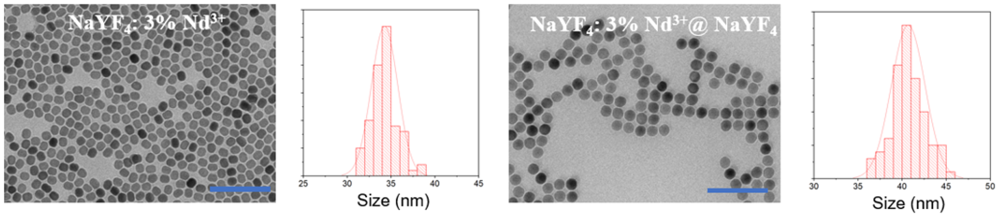 NaYF₄: 3% Nd³⁺
25 30 35 40 45
Size (nm)
NaYF₄: 3% Nd³⁺@ NaYF₄
30 35 40 45 50
Size (nm)